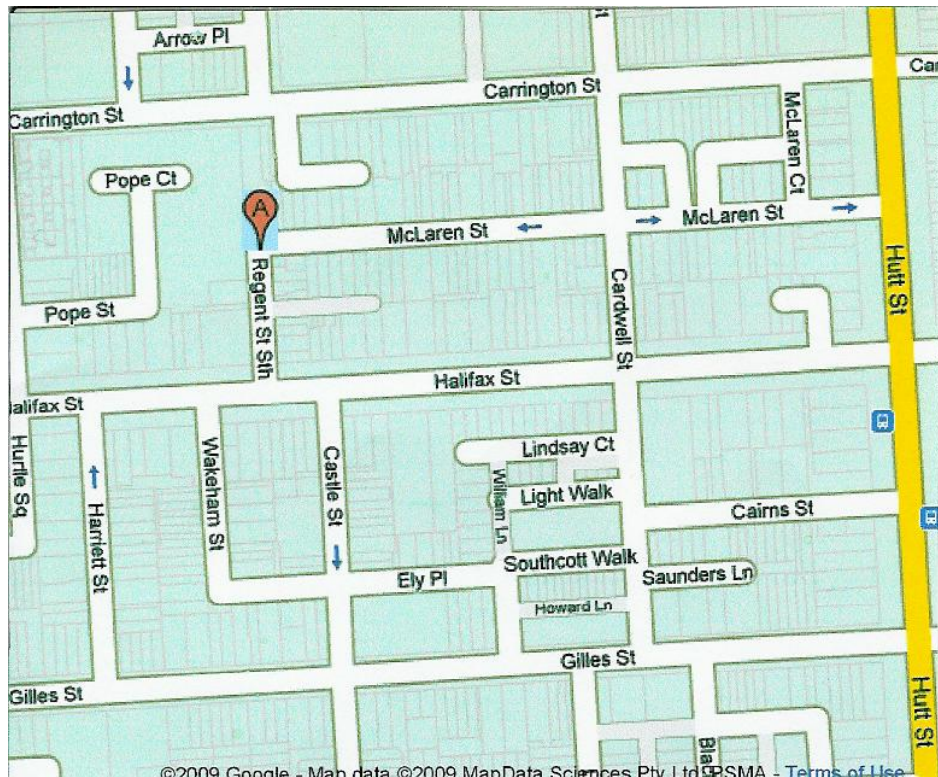 Arrow Pl
Carrington St
Carrington St
McLaren Ct
Pope Ct
A
McLaren St
McLaren St
Hutt St
Regent St Sth
Cardwell St
Pope St
Halifax St
alifax St
Hurtle Sq
Harriett St
Wakeham St
Castle St
Lindsay Ct
William Ln
Light Walk
Cairns St
Southcott Walk
Ely Pl
Saunders Ln
Howard Ln
Gilles St
Gilles St
Hutt St
©2009 Google - Map data ©2009 MapData Sciences Pty Ltd, PSMA - Terms of Use